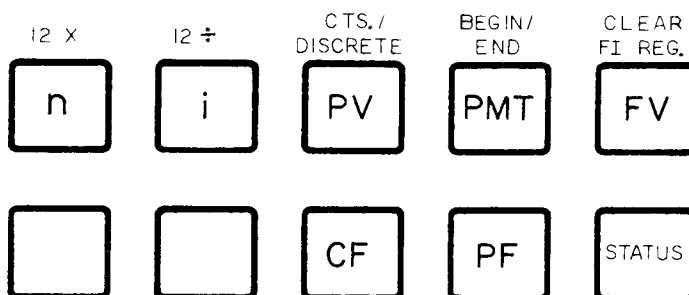 12 X 12 ÷ CTS./ DISCRETE BEGIN/ END CLEAR FI REG.
n i PV PMT FV
CF PF STATUS